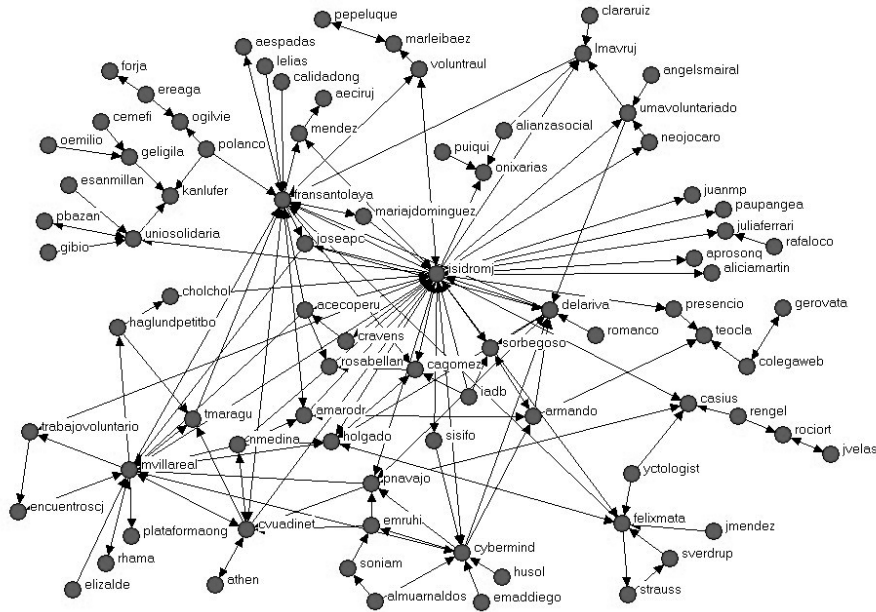 clararuiz
pepeluque
marleibaez
aespadas
lmavruj
lelias
voluntraul
forja
angelsmairal
calidadong
ereaga
aeciruj
umavoluntariado
cemefi
ogilvie
mendez
alianzasocial
neojocaro
oemilio
polanco
puiqui
geligila
onixarias
esanmillan
kanlufer
fransantolaya
juanmp
paupangea
mariajdominguez
pbazan
juliaferrari
uniosolidaria
joseapc
rafaloco
gibio
aprosonq
isidromj
aliciamartin
cholchol
acecoperu
delariva
presencio
gerovata
haglundpetitbo
cravens
romanco
teocla
sorbegoso
rosabellan
cagomez
colegaweb
iadb
casius
tmaragu
amarodr
armando
rengel
trabajovoluntario
nmedina
holgado
sisifo
rociort
jvelas
mvillareal
yctologist
pnavajo
encuentroscj
felixmata
plataformaong
cvuadinet
emruhi
jmendez
cybermind
sverdrup
rhama
soniam
husol
elizalde
athen
strauss
almuarnaldos
emaddiego